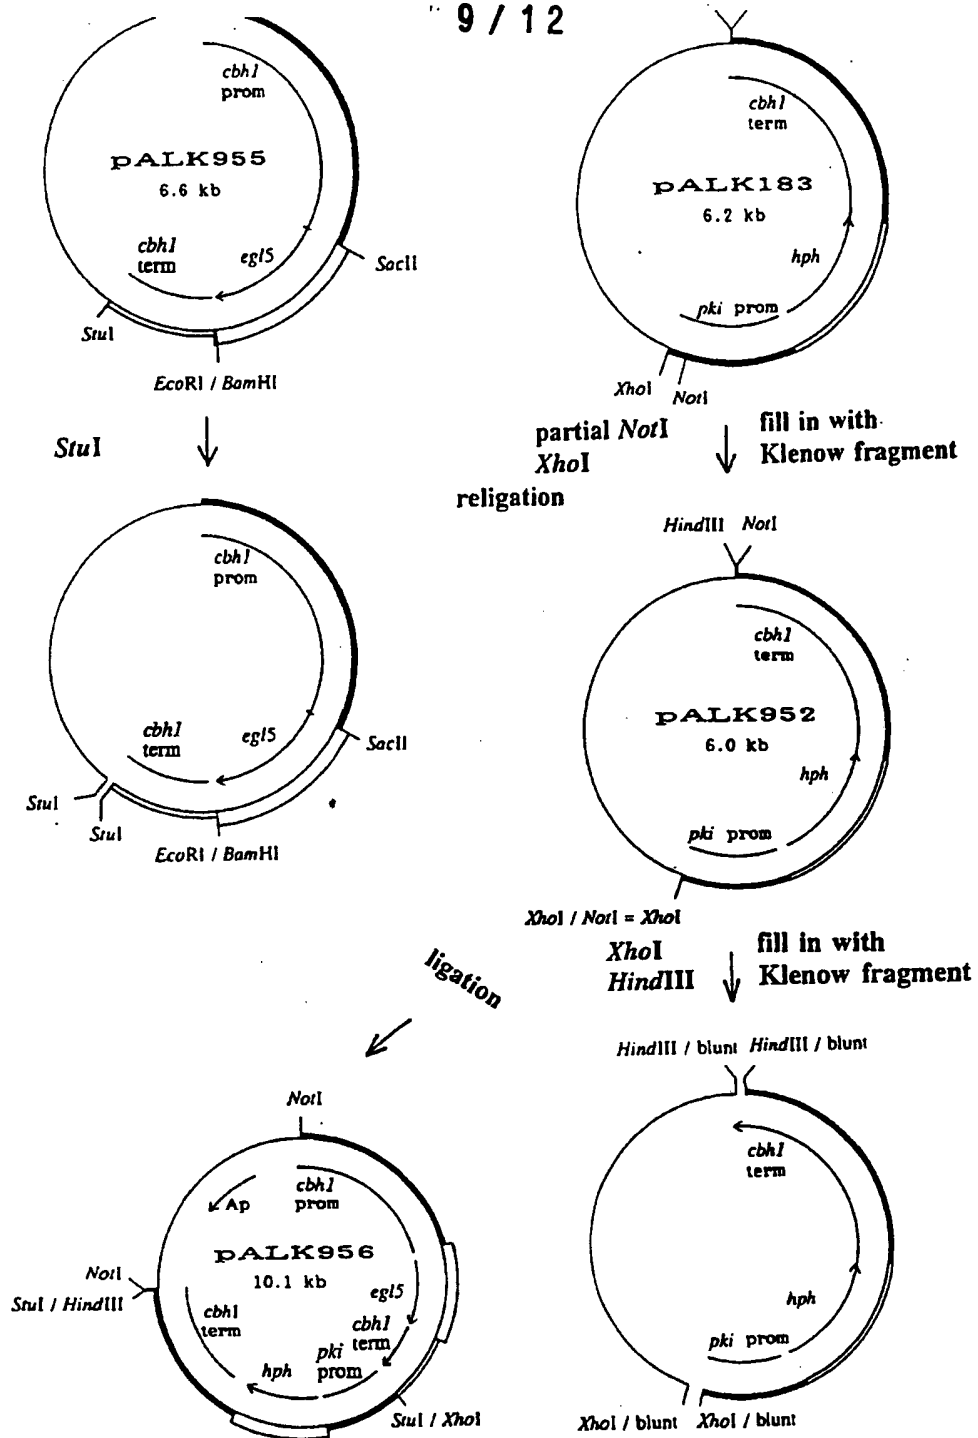 9 / 12
cbh1
prom
pALK955
6.6 kb
cbh1
term
egl5
SacII
StuI
EcoRI / BamHI
StuI
cbh1
prom
cbh1
term
egl5
SacII
StuI
StuI
EcoRI / BamHI
cbh1
term
pALK183
6.2 kb
hph
pki prom
XhoI
NotI
partial NotI
XhoI
religation
fill in with
Klenow fragment
HindIII NotI
cbh1
term
pALK952
6.0 kb
hph
pki prom
XhoI / NotI = XhoI
XhoI
HindIII
fill in with
Klenow fragment
ligation
HindIII / blunt HindIII / blunt
cbh1
term
hph
pki prom
XhoI / blunt XhoI / blunt
NotI
Ap
cbh1
prom
pALK956
10.1 kb
NotI
StuI / HindIII
egl5
cbh1
term
cbh1
term
pki
prom
hph
StuI / XhoI